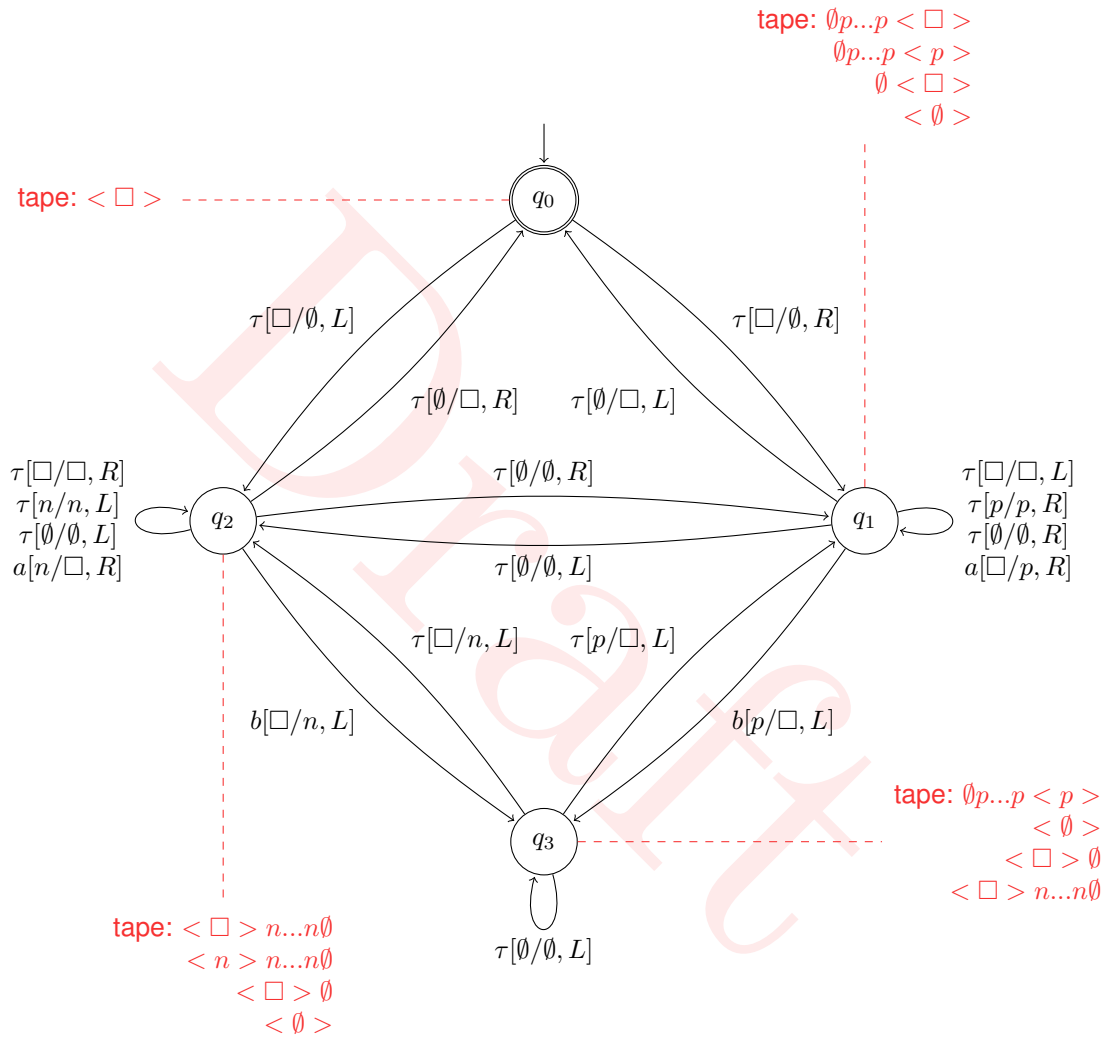 tape: ∅p...p < □ >
∅p...p < p >
∅ < □ >
< ∅ >
tape: < □ >
q₀
τ[□/∅, L]
τ[□/∅, R]
τ[∅/□, R]
τ[∅/□, L]
τ[□/□, R]
τ[n/n, L]
τ[∅/∅, L]
a[n/□, R]
q₂
τ[∅/∅, R]
τ[∅/∅, L]
q₁
τ[□/□, L]
τ[p/p, R]
τ[∅/∅, R]
a[□/p, R]
τ[□/n, L]
τ[p/□, L]
b[□/n, L]
b[p/□, L]
q₃
τ[∅/∅, L]
tape: ∅p...p < p >
< ∅ >
< □ > ∅
< □ > n...n∅
tape: < □ > n...n∅
< n > n...n∅
< □ > ∅
< ∅ >
Draft